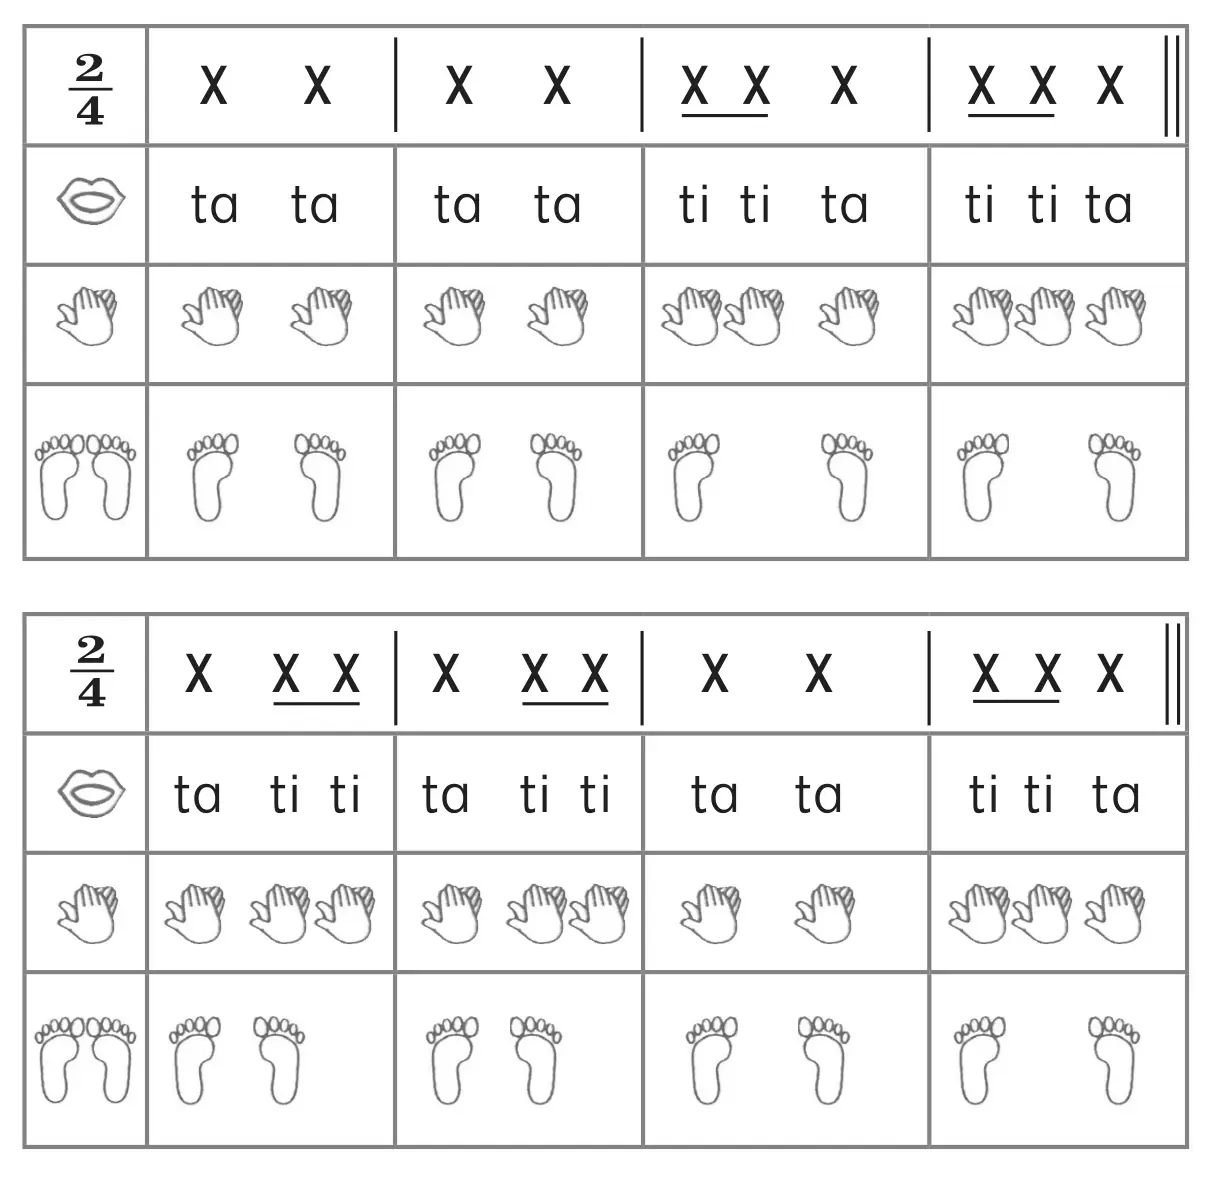 2/4 X X | X X | X X X | X X X ||
ta ta ta ta ti ti ta ti ti ta
2/4 X X X | X X X | X X | X X X ||
ta ti ti ta ti ti ta ta ti ti ta